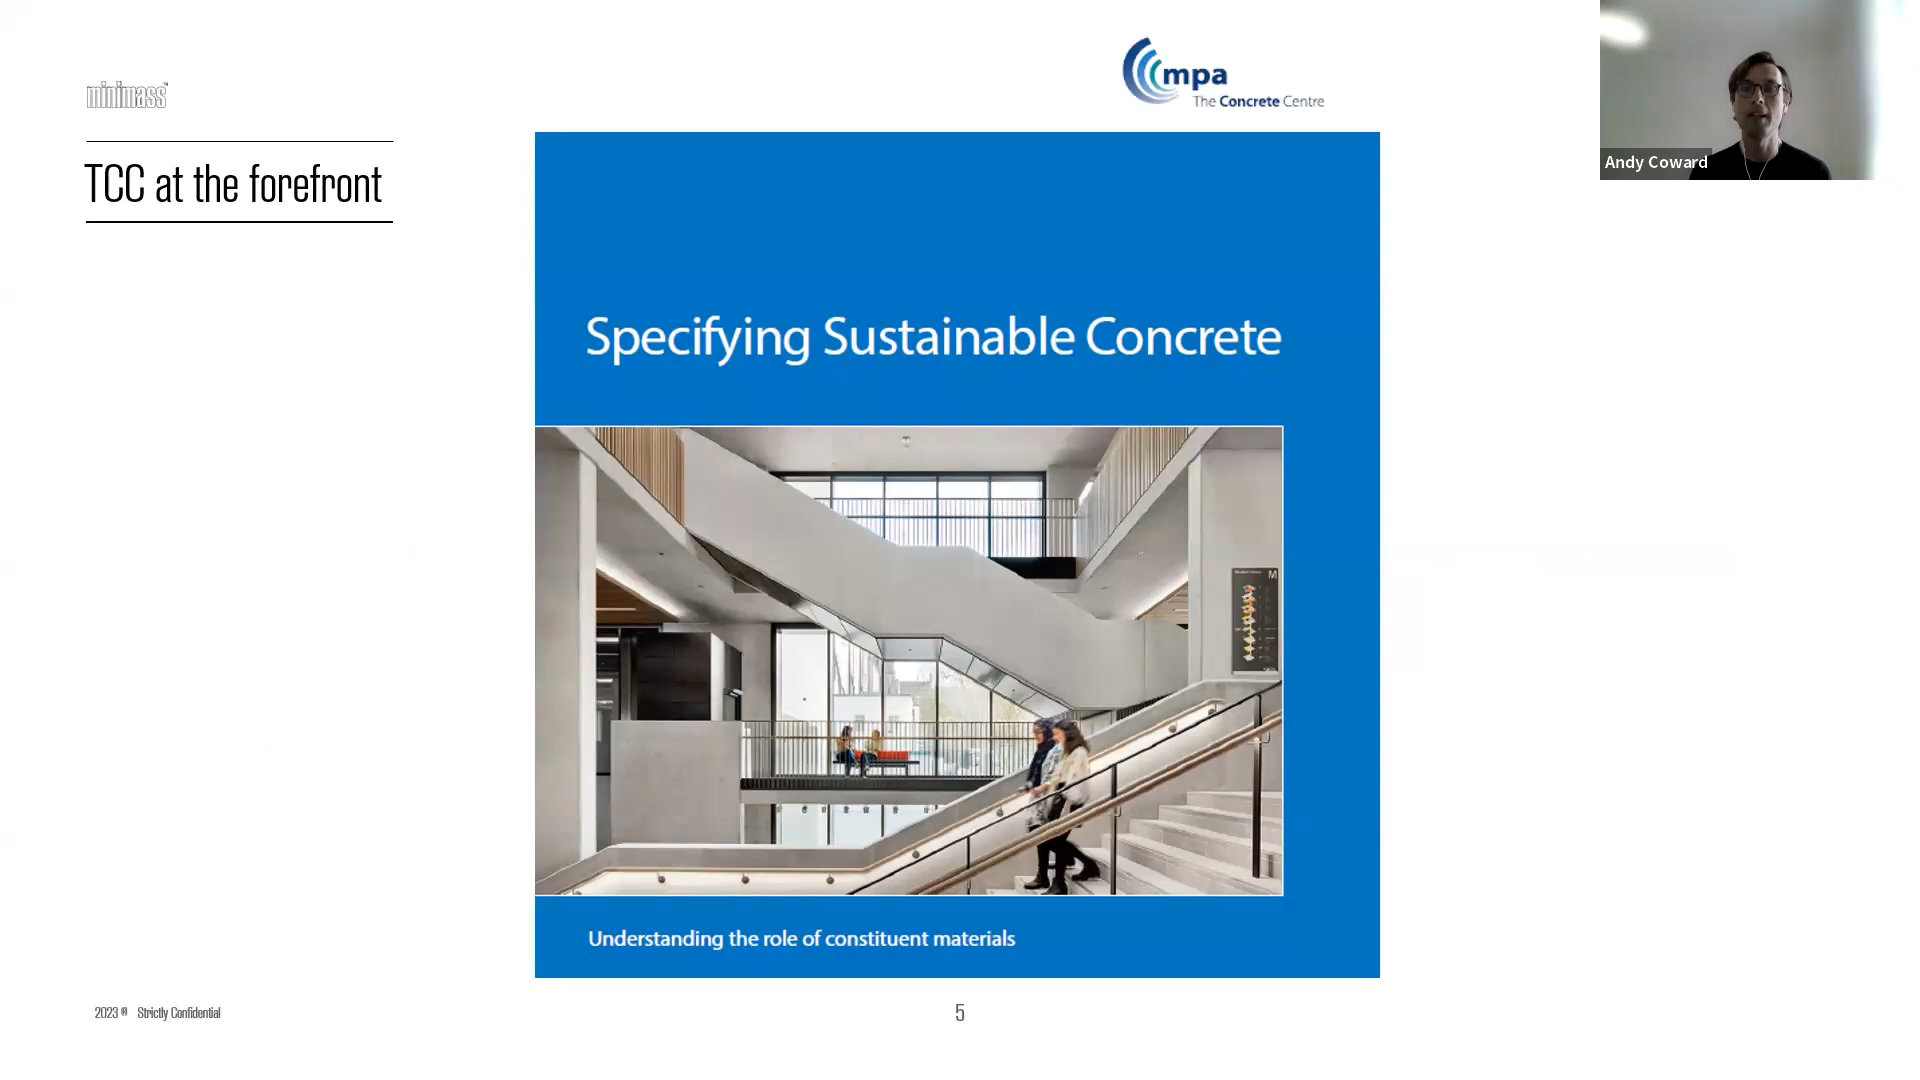 minimass™
TCC at the forefront
mpa
The Concrete Centre
Andy Coward
Specifying Sustainable Concrete
M
Understanding the role of constituent materials
2023 ® Strictly Confidential
5